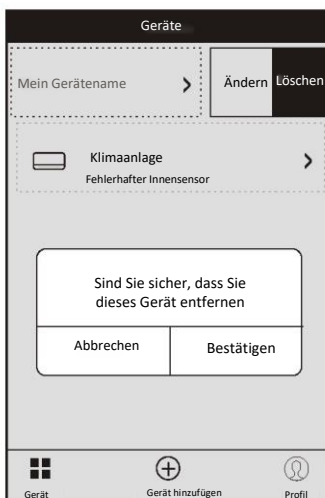 Geräte
Mein Gerätename
Ändern
Löschen
Klimaanlage
Fehlerhafter Innensensor
Sind Sie sicher, dass Sie
dieses Gerät entfernen
Abbrechen
Bestätigen
Gerät
Gerät hinzufügen
Profil